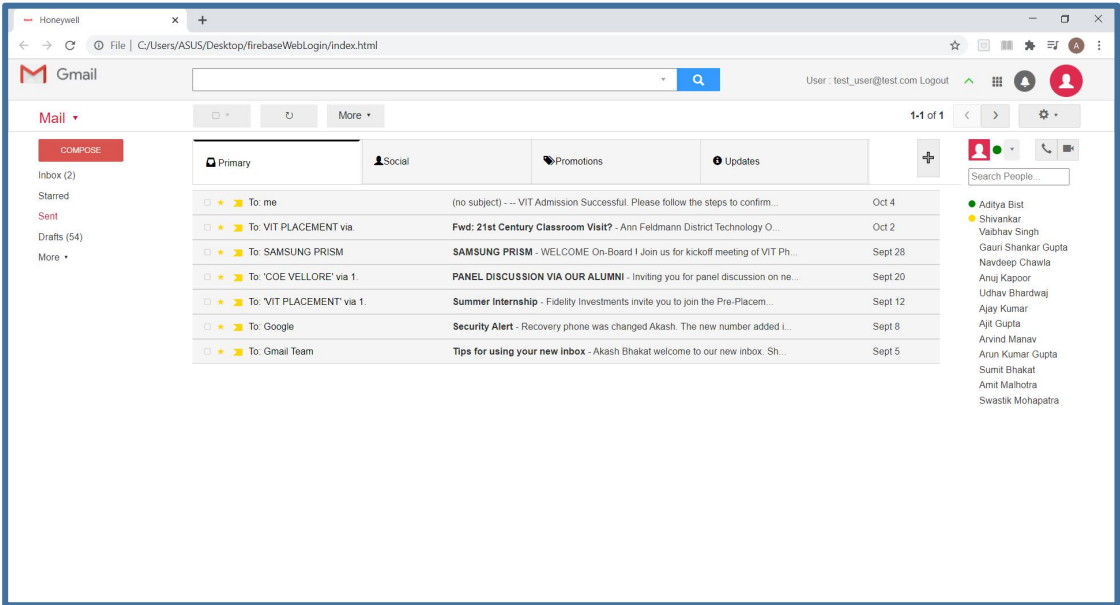 Honeywell
File | C:/Users/ASUS/Desktop/firebaseWebLogin/index.html
A
Gmail
User : test_user@test.com Logout
Mail
More
1-1 of 1
COMPOSE
Inbox (2)
Starred
Sent
Drafts (54)
More
Primary
Social
Promotions
Updates
To: me (no subject) - -- VIT Admission Successful. Please follow the steps to confirm... Oct 4
To: VIT PLACEMENT via. Fwd: 21st Century Classroom Visit? - Ann Feldmann District Technology O... Oct 2
To: SAMSUNG PRISM SAMSUNG PRISM - WELCOME On-Board ! Join us for kickoff meeting of VIT Ph... Sept 28
To: 'COE VELLORE' via 1. PANEL DISCUSSION VIA OUR ALUMNI - Inviting you for panel discussion on ne... Sept 20
To: 'VIT PLACEMENT' via 1. Summer Internship - Fidelity Investments invite you to join the Pre-Placem... Sept 12
To: Google Security Alert - Recovery phone was changed Akash. The new number added i... Sept 8
To: Gmail Team Tips for using your new inbox - Akash Bhakat welcome to our new inbox. Sh... Sept 5
Search People...
Aditya Bist
Shivankar
Vaibhav Singh
Gauri Shankar Gupta
Navdeep Chawla
Anuj Kapoor
Udhav Bhardwaj
Ajay Kumar
Ajit Gupta
Arvind Manav
Arun Kumar Gupta
Sumit Bhakat
Amit Malhotra
Swastik Mohapatra